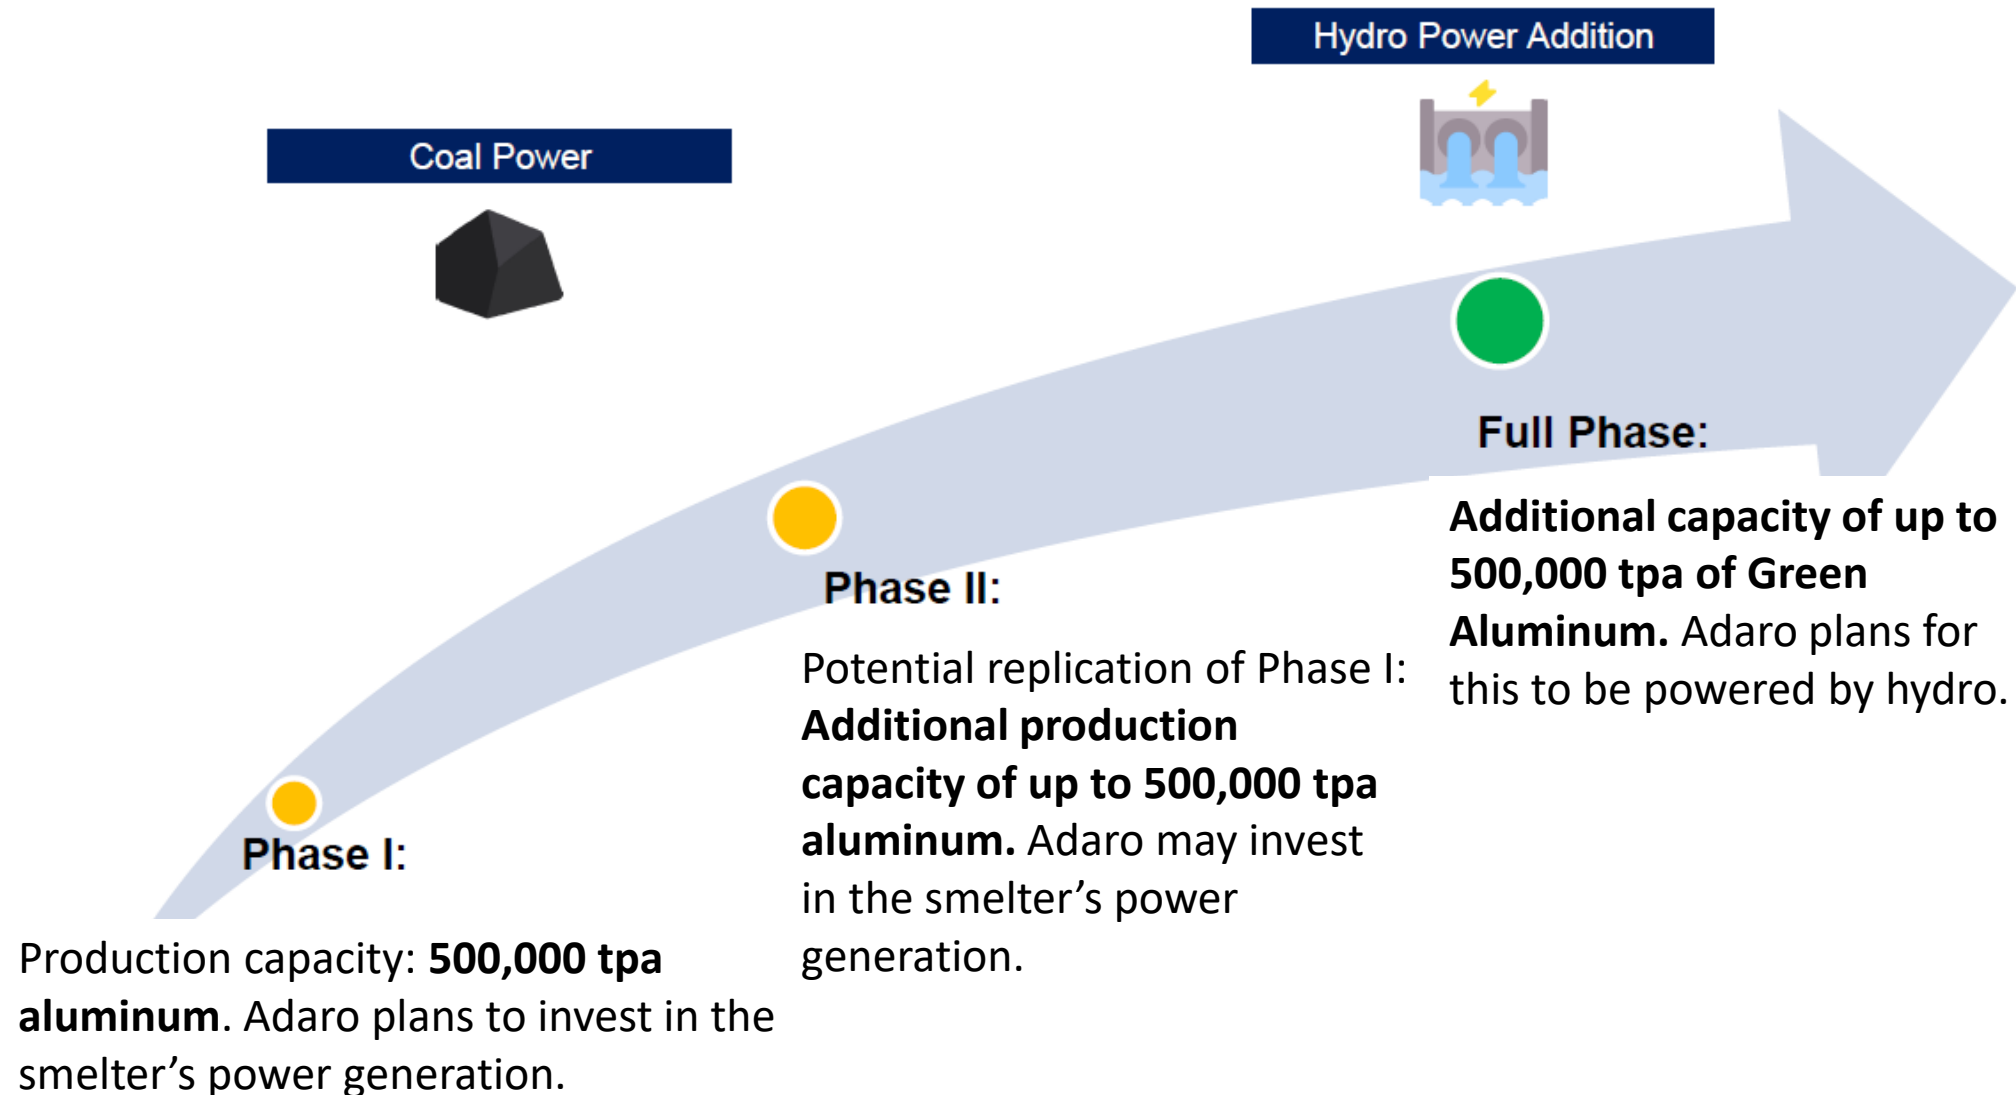 Hydro Power Addition
Coal Power
Full Phase:
Additional capacity of up to
500,000 tpa of Green
Aluminum. Adaro plans for
this to be powered by hydro.
Phase II:
Potential replication of Phase I:
Additional production
capacity of up to 500,000 tpa
aluminum. Adaro may invest
in the smelter’s power
generation.
Phase I:
Production capacity: 500,000 tpa
aluminum. Adaro plans to invest in the
smelter’s power generation.